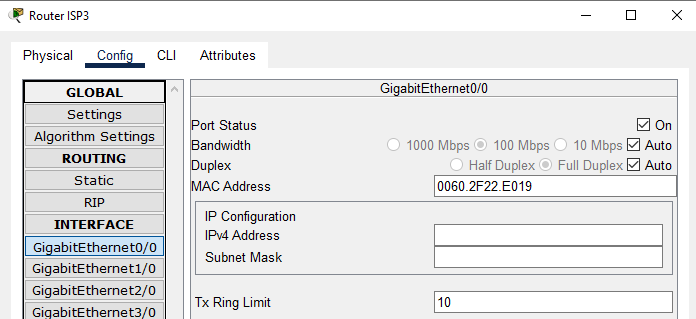 Router ISP3
Physical Config CLI Attributes
GLOBAL
Settings
Algorithm Settings
ROUTING
Static
RIP
INTERFACE
GigabitEthernet0/0
GigabitEthernet1/0
GigabitEthernet2/0
GigabitEthernet3/0
GigabitEthernet0/0
Port Status On
Bandwidth 1000 Mbps 100 Mbps 10 Mbps Auto
Duplex Half Duplex Full Duplex Auto
MAC Address 0060.2F22.E019
IP Configuration
IPv4 Address
Subnet Mask
Tx Ring Limit 10